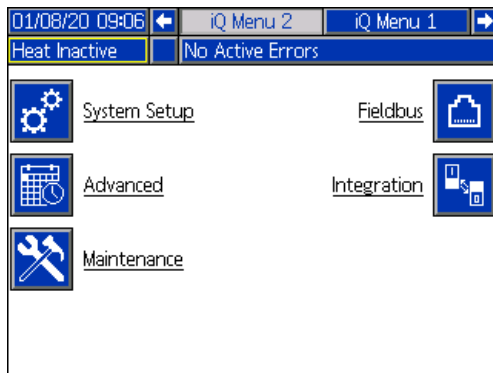 01/08/20 09:06 iQ Menu 2 iQ Menu 1
Heat Inactive No Active Errors
System Setup Fieldbus
Advanced Integration
Maintenance